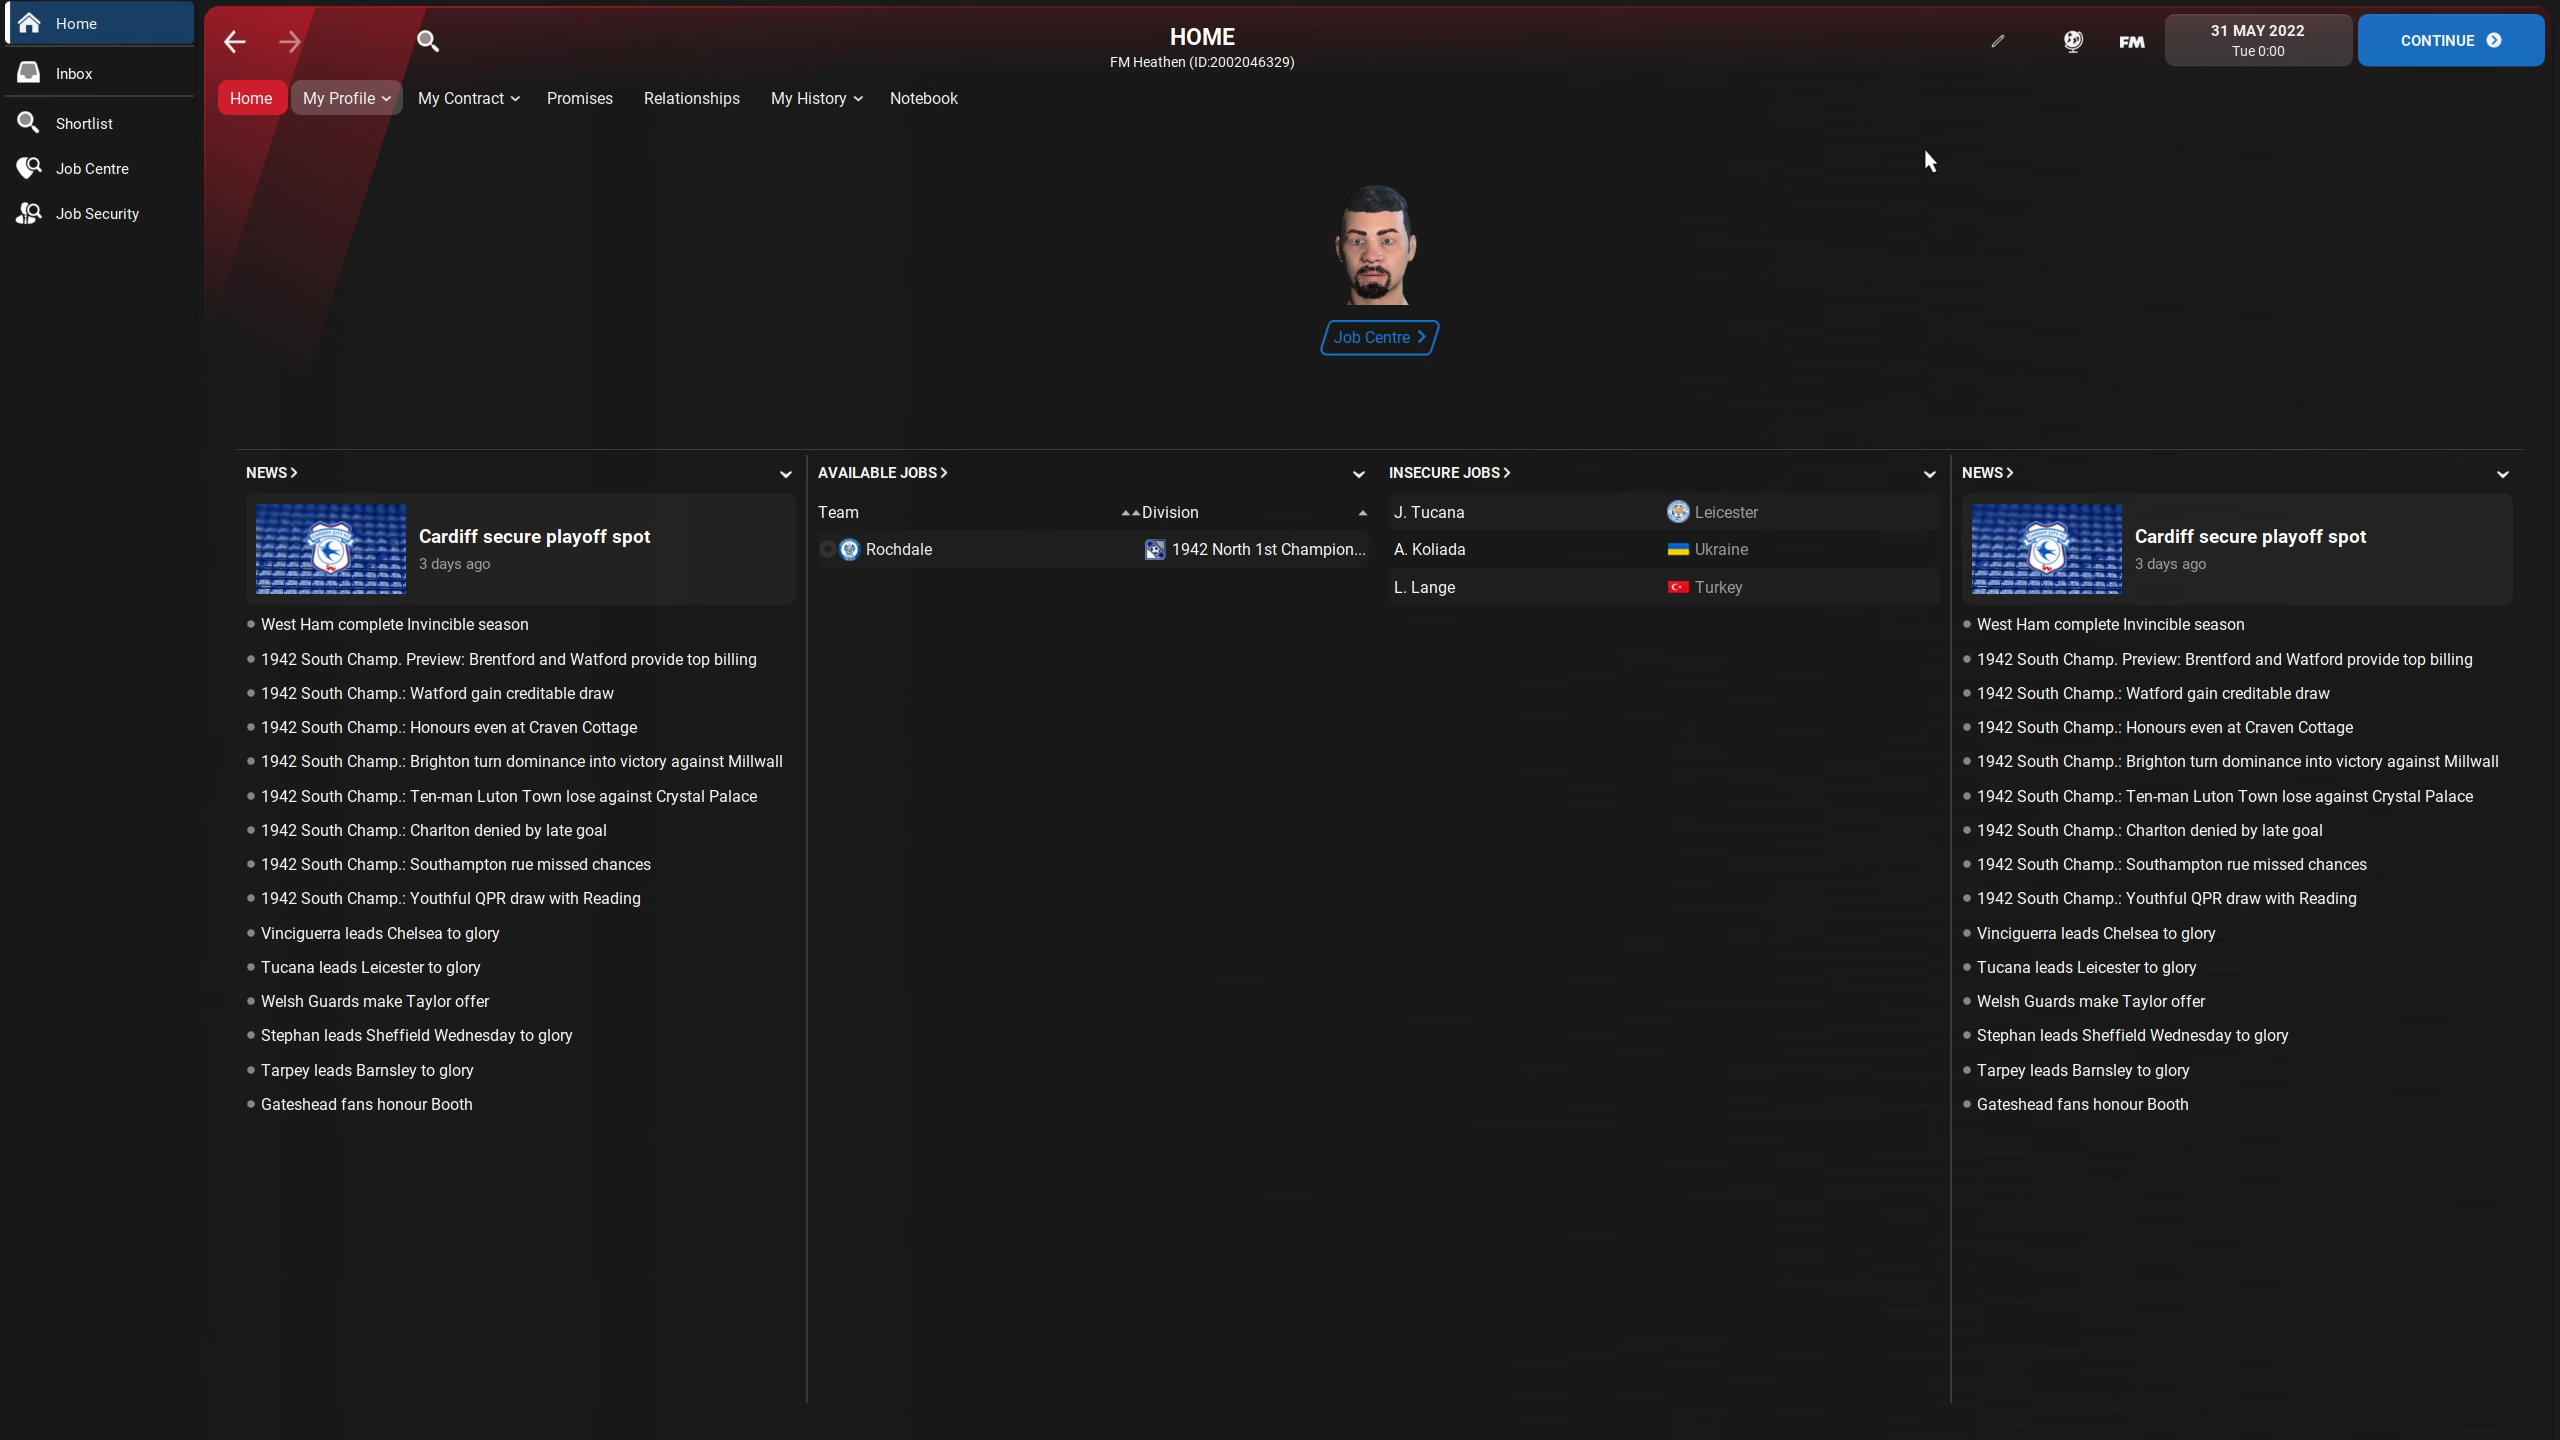 Home
Inbox
Shortlist
Job Centre
Job Security
HOME
FM Heathen (ID:2002046329)
FM
31 MAY 2022
Tue 0:00
CONTINUE
Home My Profile My Contract Promises Relationships My History Notebook
Job Centre
NEWS
Cardiff secure playoff spot
3 days ago
West Ham complete Invincible season
1942 South Champ. Preview: Brentford and Watford provide top billing
1942 South Champ.: Watford gain creditable draw
1942 South Champ.: Honours even at Craven Cottage
1942 South Champ.: Brighton turn dominance into victory against Millwall
1942 South Champ.: Ten-man Luton Town lose against Crystal Palace
1942 South Champ.: Charlton denied by late goal
1942 South Champ.: Southampton rue missed chances
1942 South Champ.: Youthful QPR draw with Reading
Vinciguerra leads Chelsea to glory
Tucana leads Leicester to glory
Welsh Guards make Taylor offer
Stephan leads Sheffield Wednesday to glory
Tarpey leads Barnsley to glory
Gateshead fans honour Booth
AVAILABLE JOBS
Team Division
Rochdale 1942 North 1st Champion...
INSECURE JOBS
J. Tucana Leicester
A. Koliada Ukraine
L. Lange Turkey
NEWS
Cardiff secure playoff spot
3 days ago
West Ham complete Invincible season
1942 South Champ. Preview: Brentford and Watford provide top billing
1942 South Champ.: Watford gain creditable draw
1942 South Champ.: Honours even at Craven Cottage
1942 South Champ.: Brighton turn dominance into victory against Millwall
1942 South Champ.: Ten-man Luton Town lose against Crystal Palace
1942 South Champ.: Charlton denied by late goal
1942 South Champ.: Southampton rue missed chances
1942 South Champ.: Youthful QPR draw with Reading
Vinciguerra leads Chelsea to glory
Tucana leads Leicester to glory
Welsh Guards make Taylor offer
Stephan leads Sheffield Wednesday to glory
Tarpey leads Barnsley to glory
Gateshead fans honour Booth